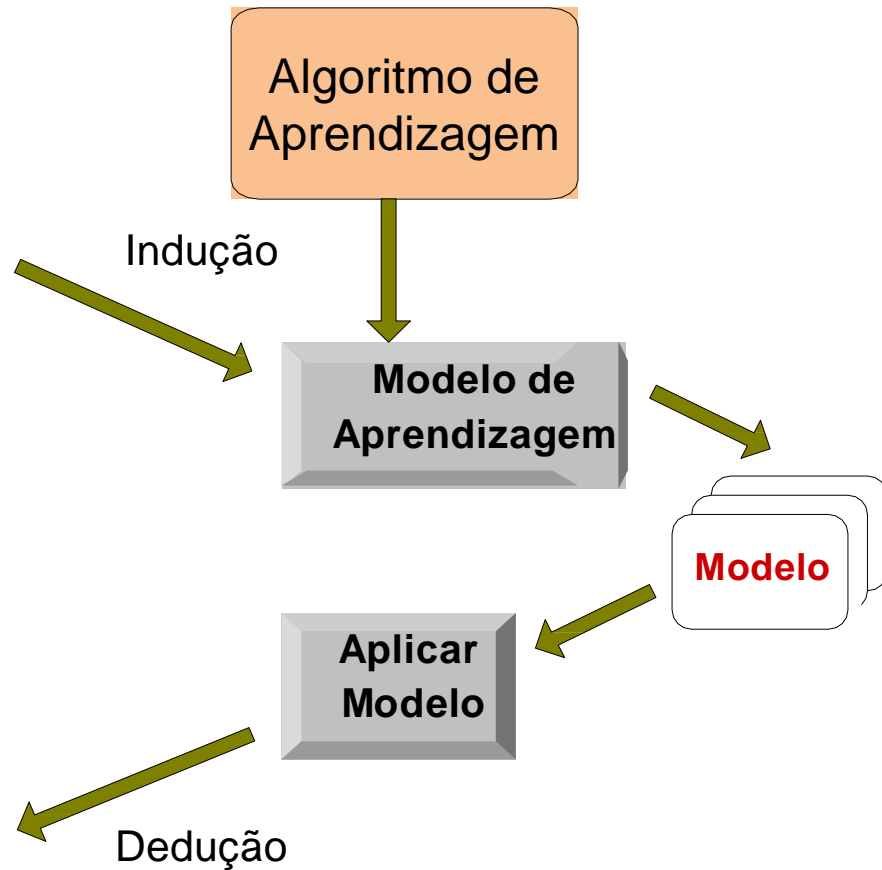 Algoritmo de
Aprendizagem
Indução
Modelo de
Aprendizagem
Modelo
Aplicar
Modelo
Dedução